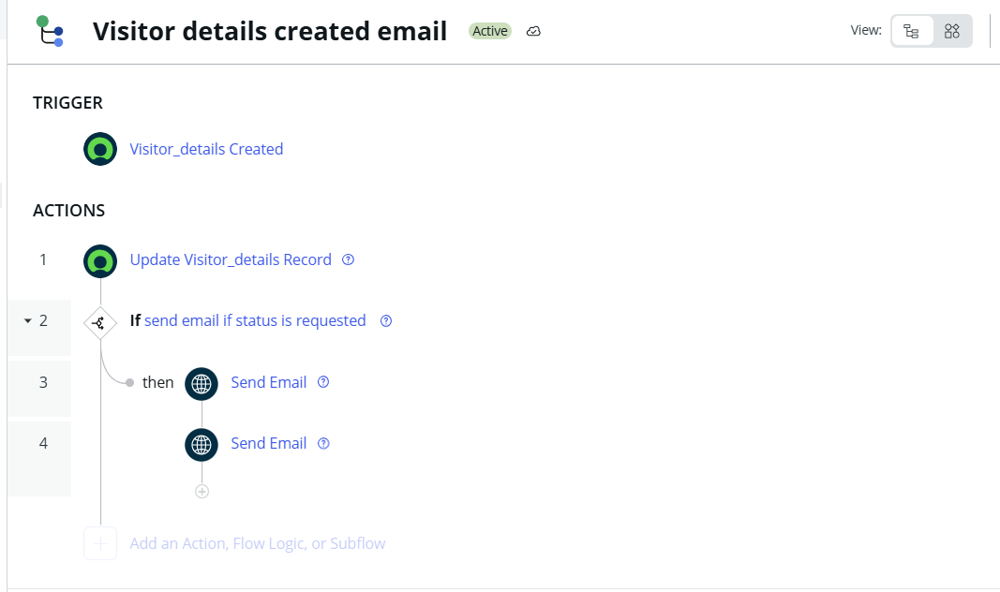 Visitor details created email Active View:
TRIGGER
Visitor_details Created
ACTIONS
1 Update Visitor_details Record ?
2 If send email if status is requested ?
3 then Send Email ?
4 Send Email ?
Add an Action, Flow Logic, or Subflow